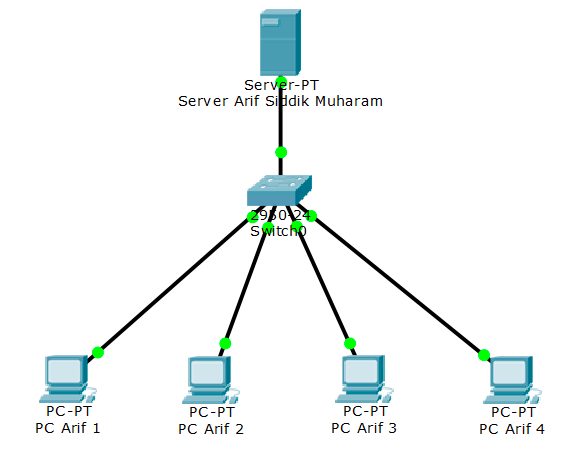 Server-PT
Server Arif Siddik Muharam
2950-24
Switch0
PC-PT
PC Arif 1
PC-PT
PC Arif 2
PC-PT
PC Arif 3
PC-PT
PC Arif 4